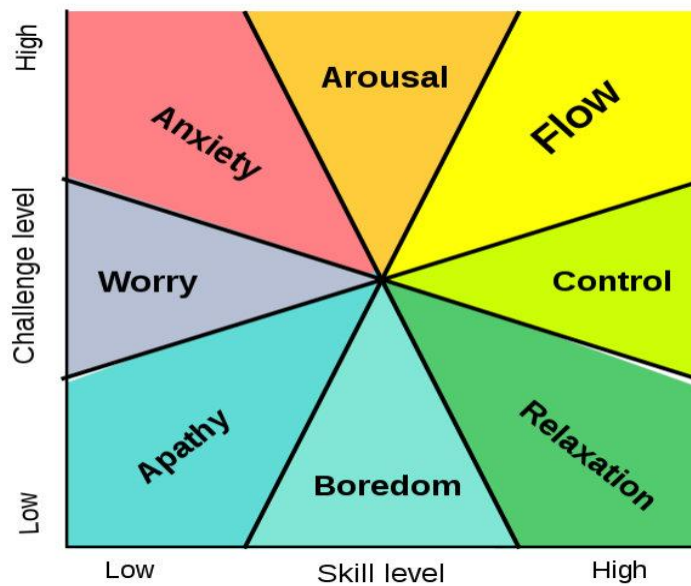 High
Arousal
Flow
Anxiety
Challenge level
Worry
Control
Apathy
Relaxation
Boredom
Low
Low
Skill level
High